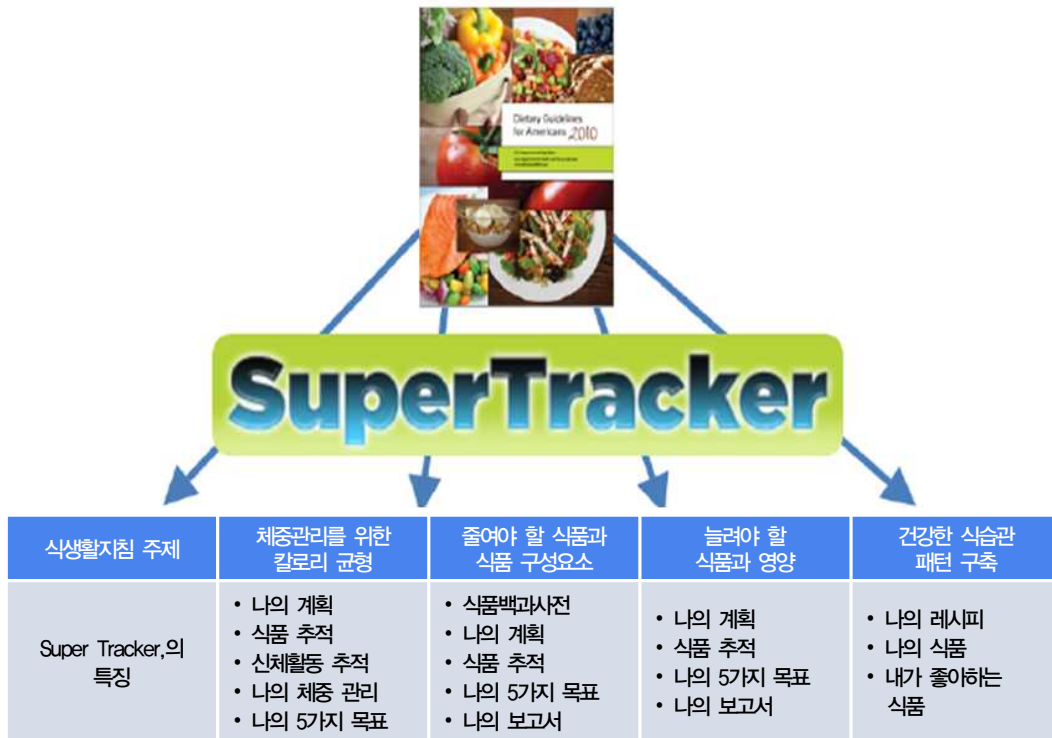 Dietary Guidelines
for Americans 2010
SuperTracker
식생활지침 주제
체중관리를 위한
칼로리 균형
줄여야 할 식품과
식품 구성요소
늘려야 할
식품과 영양
건강한 식습관
패턴 구축
Super Tracker,의
특징
• 나의 계획
• 식품 추적
• 신체활동 추적
• 나의 체중 관리
• 나의 5가지 목표
• 식품백과사전
• 나의 계획
• 식품 추적
• 나의 5가지 목표
• 나의 보고서
• 나의 계획
• 식품 추적
• 나의 5가지 목표
• 나의 보고서
• 나의 레시피
• 나의 식품
• 내가 좋아하는
식품